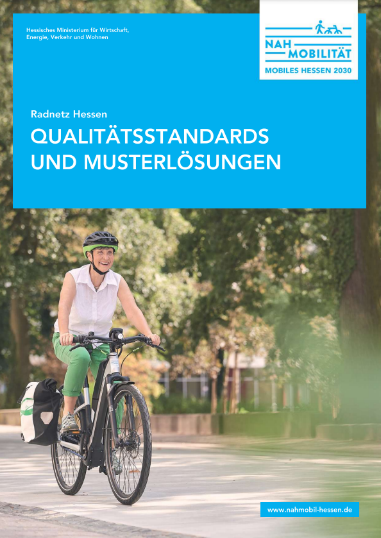 Hessisches Ministerium für Wirtschaft,
Energie, Verkehr und Wohnen
NAH
MOBILITÄT
MOBILES HESSEN 2030
Radnetz Hessen
QUALITÄTSSTANDARDS
UND MUSTERLÖSUNGEN
www.nahmobil-hessen.de